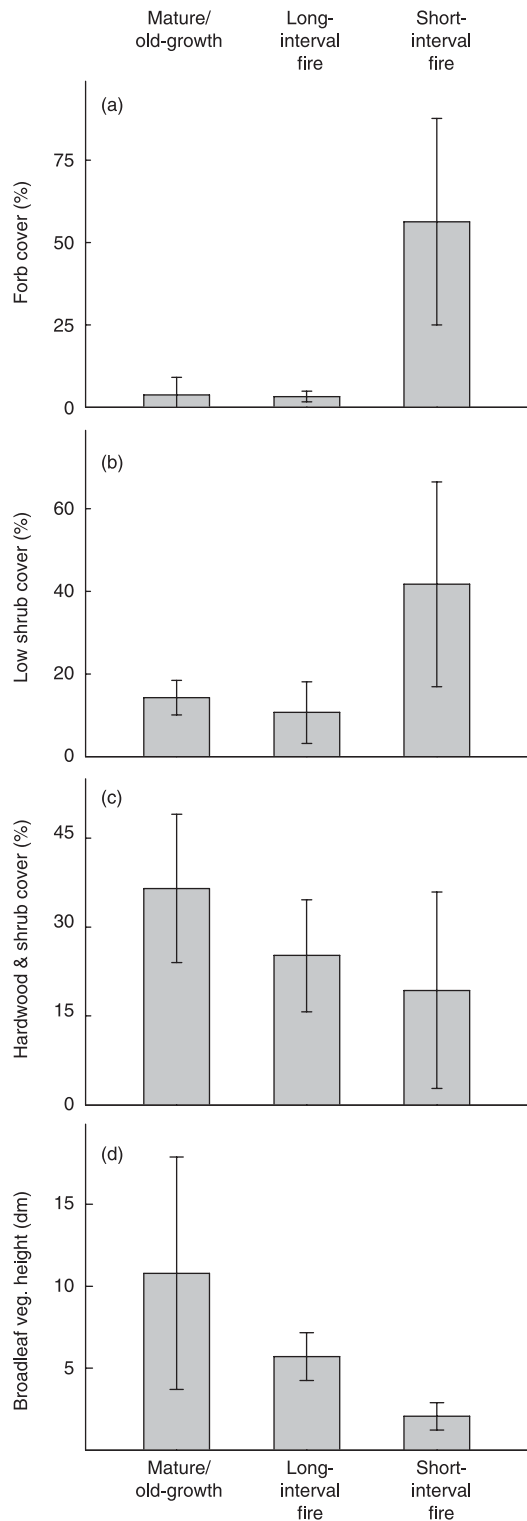 Mature/
old-growth
Long-
interval
fire
Short-
interval
fire
(a)
Forb cover (%)
75
50
25
0
(b)
Low shrub cover (%)
60
40
20
0
(c)
Hardwood & shrub cover (%)
45
30
15
0
(d)
Broadleaf veg. height (dm)
15
10
5
Mature/
old-growth
Long-
interval
fire
Short-
interval
fire